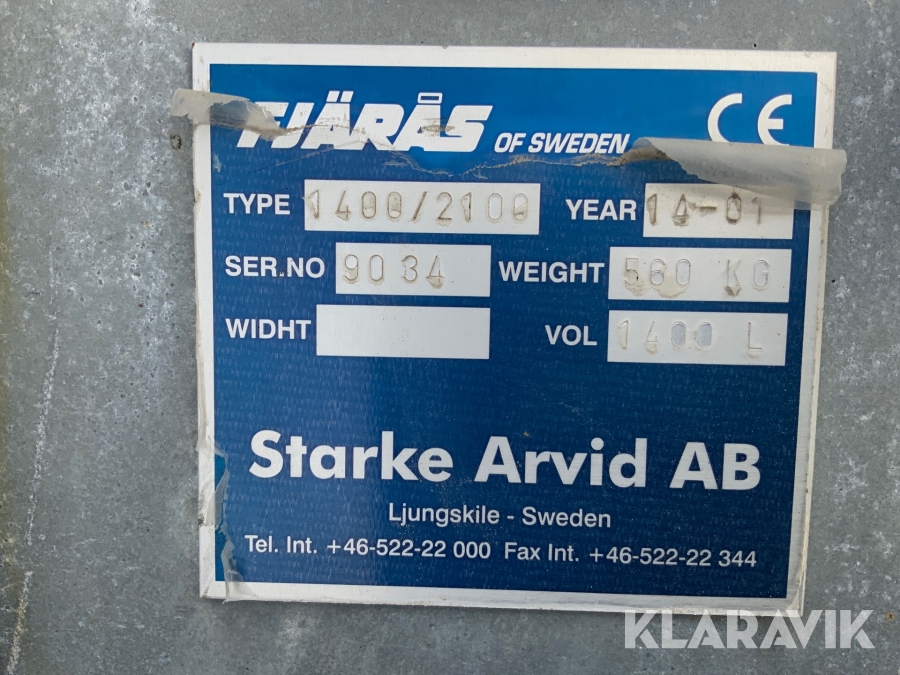 FJÄRÅS OF SWEDEN CE
TYPE 1400/2100 YEAR 14-01
SER.NO 9034 WEIGHT 560 KG
WIDHT VOL 1400 L
Starke Arvid AB
Ljungskile - Sweden
Tel. Int. +46-522-22 000 Fax Int. +46-522-22 344
KLARAVIK